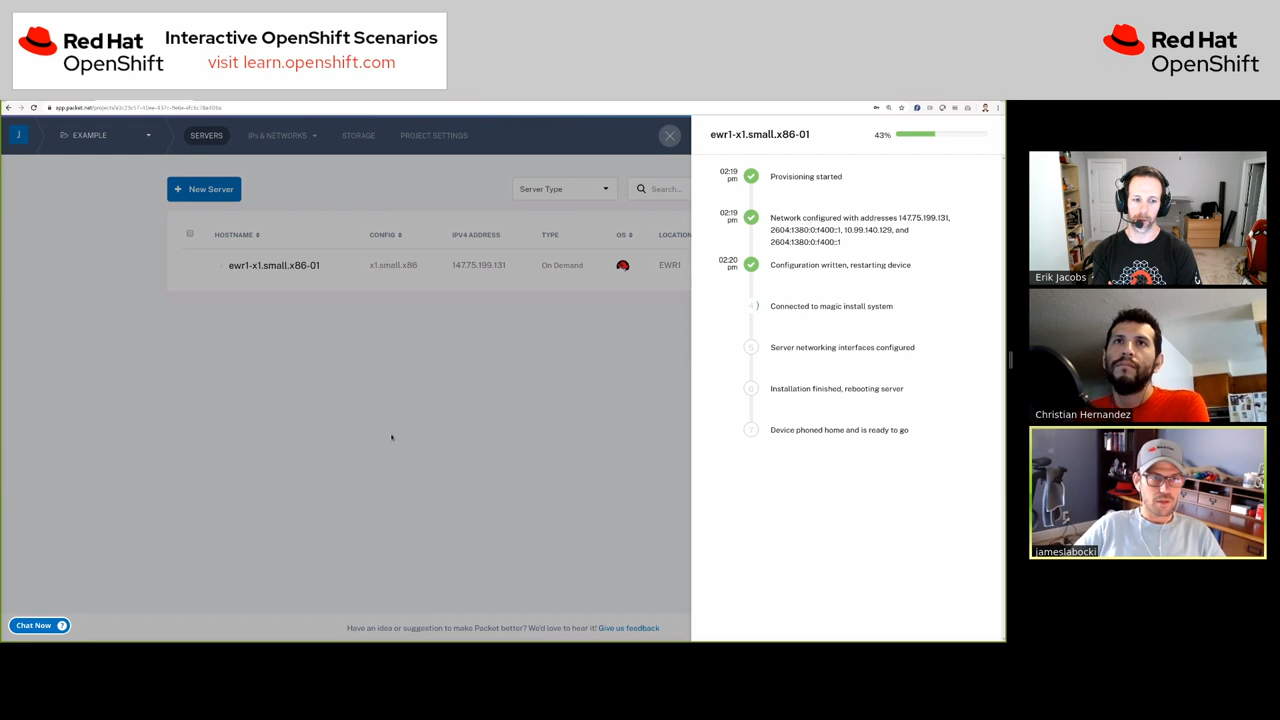 Red Hat
OpenShift
Interactive OpenShift Scenarios
visit learn.openshift.com
Red Hat
OpenShift
J
EXAMPLE
SERVERS
IPs & NETWORKS
STORAGE
PROJECT SETTINGS
New Server
Server Type
Search...
HOSTNAME
CONFIG
IPV4 ADDRESS
TYPE
OS
LOCATION
ewr1-x1.small.x86-01
x1.small.x86
147.75.199.131
On Demand
EWR1
ewr1-x1.small.x86-01
43%
02:19 pm
Provisioning started
02:19 pm
Network configured with addresses 147.75.199.131,
2604:1380:0:f400::1, 10.99.140.129, and
2604:1380:0:f400::1
02:20 pm
Configuration written, restarting device
4
Connected to magic install system
5
Server networking interfaces configured
6
Installation finished, rebooting server
7
Device phoned home and is ready to go
Chat Now
?
Have an idea or suggestion to make Packet better? We'd love to hear it! Give us feedback
Erik Jacobs
Christian Hernandez
jameslabocki